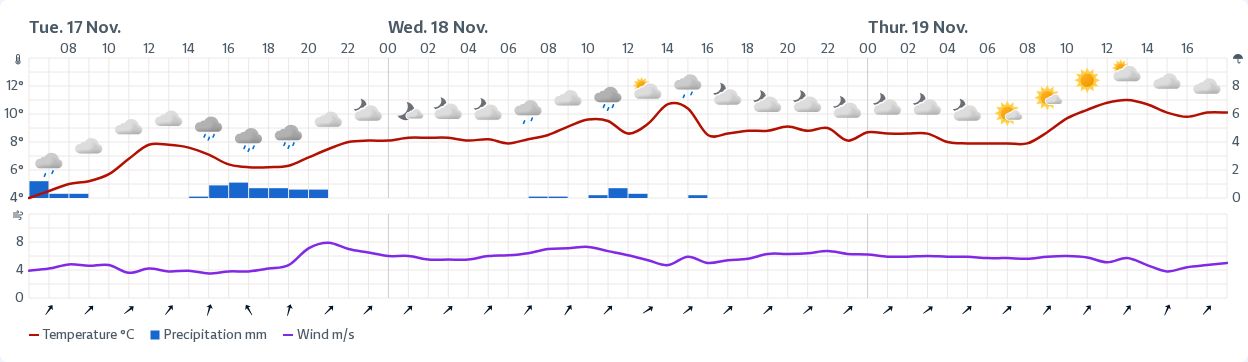 Tue. 17 Nov. Wed. 18 Nov. Thur. 19 Nov.
08 10 12 14 16 18 20 22 00 02 04 06 08 10 12 14 16 18 20 22 00 02 04 06 08 10 12 14 16
12° 8
10° 6
8° 4
6° 2
4° 0
m/s
8
4
0
Temperature °C Precipitation mm Wind m/s